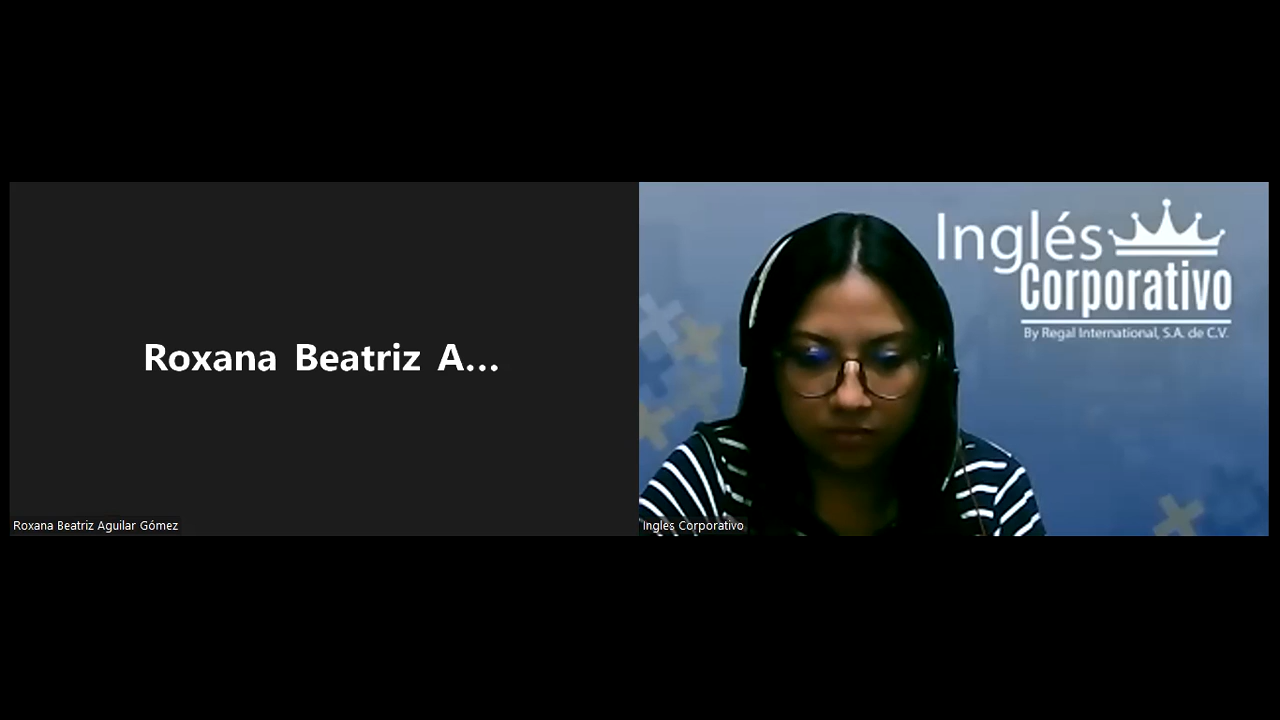 Roxana Beatriz A...
Roxana Beatriz Aguilar Gómez
Inglés
Corporativo
By Regal International, S.A. de C.V.
Ingles Corporativo